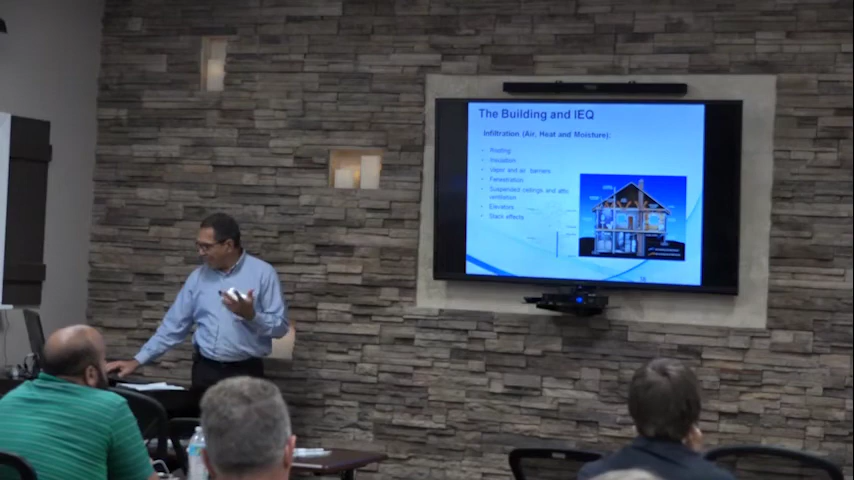 The Building and IEQ
Infiltration (Air, Heat and Moisture):
- Roofing
- Insulation
- Vapor and air barriers
- Fenestration
- Suspended ceilings and attic
ventilation
- Elevators
- Stack effects